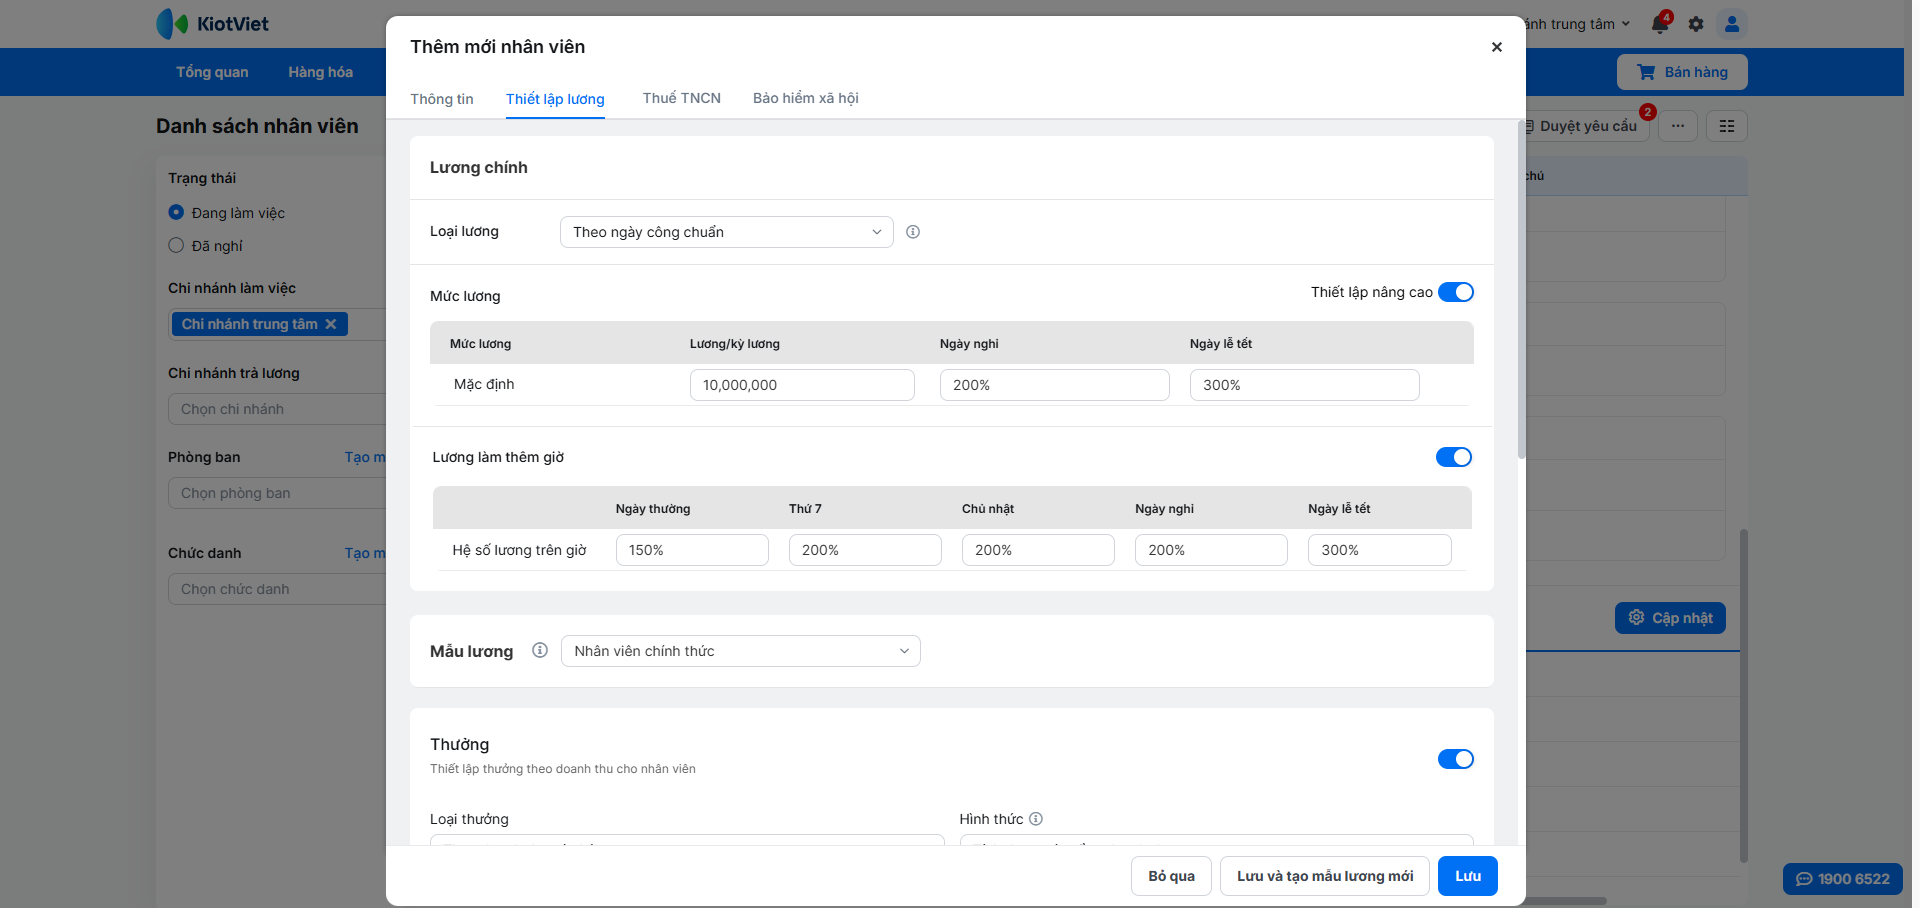 KiotViet
ánh trung tâm
4
Tổng quan
Hàng hóa
Bán hàng
Danh sách nhân viên
Duyệt yêu cầu
2
Trạng thái
Đang làm việc
Đã nghỉ
Chi nhánh làm việc
Chi nhánh trung tâm
Chi nhánh trả lương
Chọn chi nhánh
Phòng ban
Tạo m
Chọn phòng ban
Chức danh
Tạo m
Chọn chức danh
chú
Cập nhật
1900 6522
Thêm mới nhân viên
Thông tin
Thiết lập lương
Thuế TNCN
Bảo hiểm xã hội
Lương chính
Loại lương
Theo ngày công chuẩn
Mức lương
Thiết lập nâng cao
Mức lương
Lương/kỳ lương
Ngày nghỉ
Ngày lễ tết
Mặc định
10,000,000
200%
300%
Lương làm thêm giờ
Ngày thường
Thứ 7
Chủ nhật
Ngày nghỉ
Ngày lễ tết
Hệ số lương trên giờ
150%
200%
200%
200%
300%
Mẫu lương
Nhân viên chính thức
Thưởng
Thiết lập thưởng theo doanh thu cho nhân viên
Loại thưởng
Hình thức
Bỏ qua
Lưu và tạo mẫu lương mới
Lưu